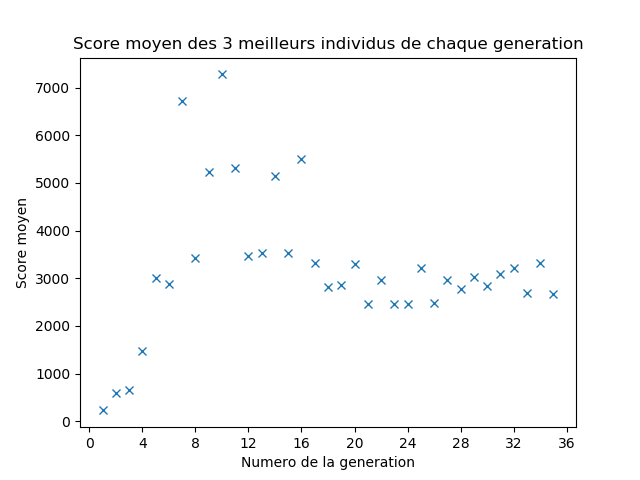 Score moyen des 3 meilleurs individus de chaque generation
7000
6000
5000
4000
3000
2000
1000
0
Score moyen
0 4 8 12 16 20 24 28 32 36
Numero de la generation